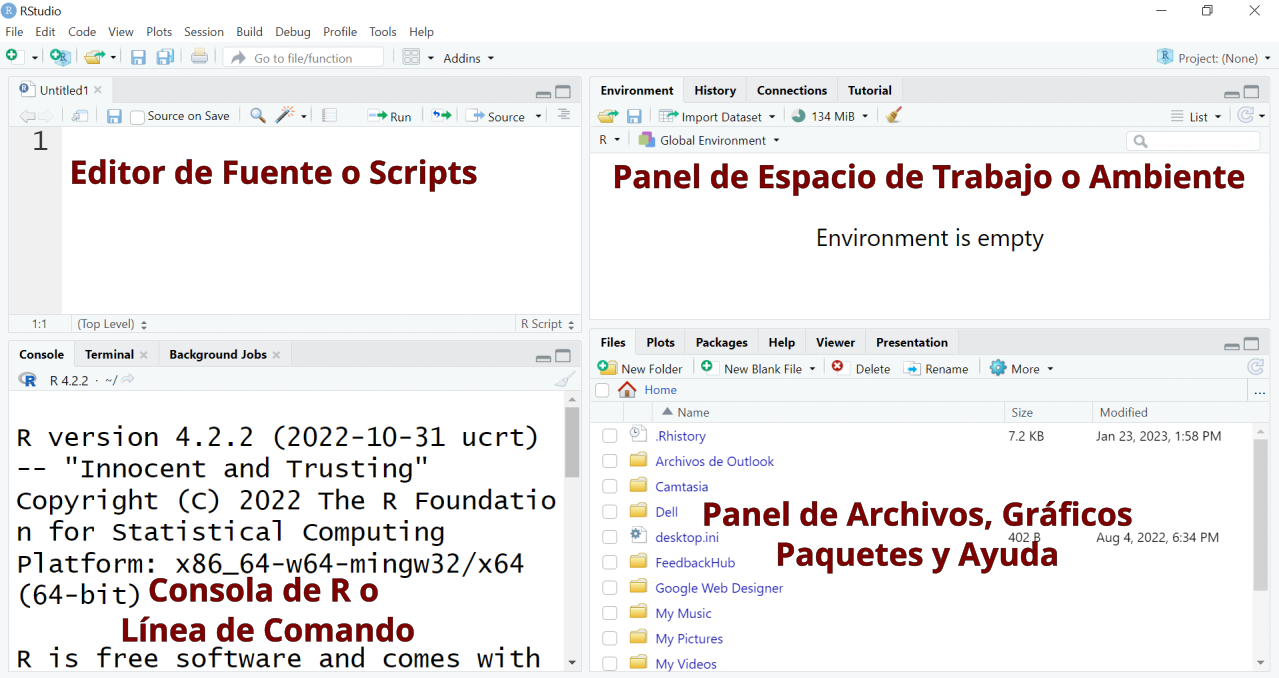 RStudio
File Edit Code View Plots Session Build Debug Profile Tools Help
Go to file/function Addins Project: (None)
Untitled1
Source on Save Run Source
1
Editor de Fuente o Scripts
1:1 (Top Level) R Script
Console Terminal Background Jobs
R 4.2.2 · ~/
R version 4.2.2 (2022-10-31 ucrt)
-- "Innocent and Trusting"
Copyright (C) 2022 The R Foundatio
n for Statistical Computing
Platform: x86_64-w64-mingw32/x64
(64-bit)
Consola de R o
Línea de Comando
R is free software and comes with
Environment History Connections Tutorial
Import Dataset 134 MiB List
R Global Environment
Panel de Espacio de Trabajo o Ambiente
Environment is empty
Files Plots Packages Help Viewer Presentation
New Folder New Blank File Delete Rename More
Home ...
Name Size Modified
.Rhistory 7.2 KB Jan 23, 2023, 1:58 PM
Archivos de Outlook
Camtasia
Dell
Panel de Archivos, Gráficos
desktop.ini 402 B Aug 4, 2022, 6:34 PM
Paquetes y Ayuda
FeedbackHub
Google Web Designer
My Music
My Pictures
My Videos